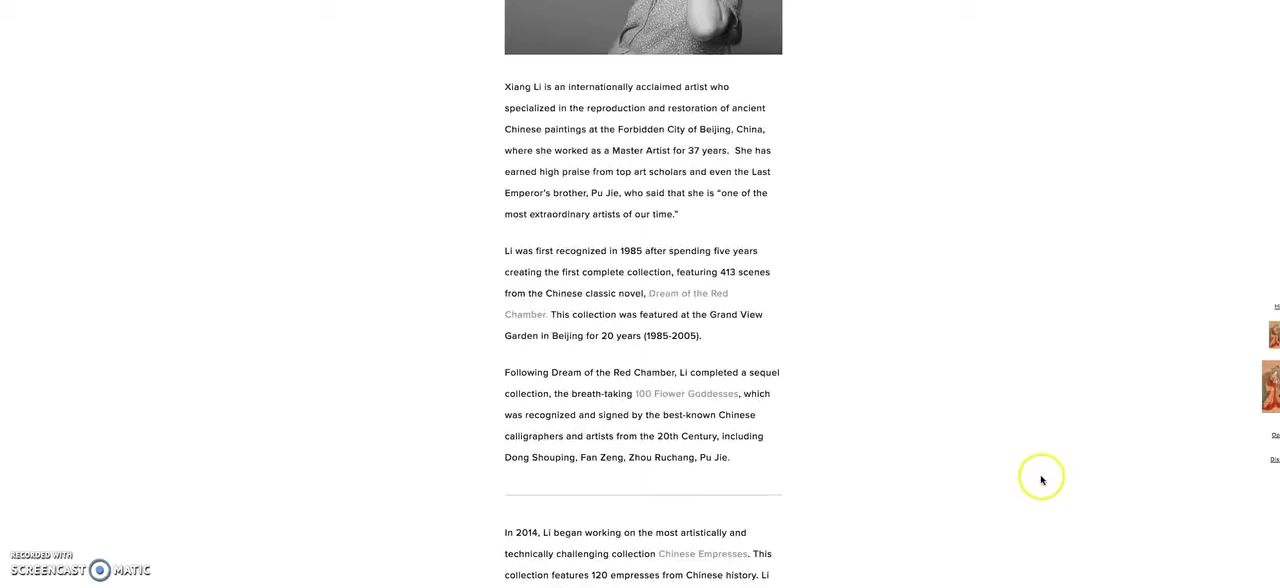 Xiang Li is an internationally acclaimed artist who
specialized in the reproduction and restoration of ancient
Chinese paintings at the Forbidden City of Beijing, China,
where she worked as a Master Artist for 37 years. She has
earned high praise from top art scholars and even the Last
Emperor’s brother, Pu Jie, who said that she is “one of the
most extraordinary artists of our time.”
Li was first recognized in 1985 after spending five years
creating the first complete collection, featuring 413 scenes
from the Chinese classic novel, Dream of the Red
Chamber. This collection was featured at the Grand View
Garden in Beijing for 20 years (1985-2005).
Following Dream of the Red Chamber, Li completed a sequel
collection, the breath-taking 100 Flower Goddesses, which
was recognized and signed by the best-known Chinese
calligraphers and artists from the 20th Century, including
Dong Shouping, Fan Zeng, Zhou Ruchang, Pu Jie.
In 2014, Li began working on the most artistically and
technically challenging collection Chinese Empresses. This
collection features 120 empresses from Chinese history. Li
RECORDED WITH
SCREENCAST MATIC